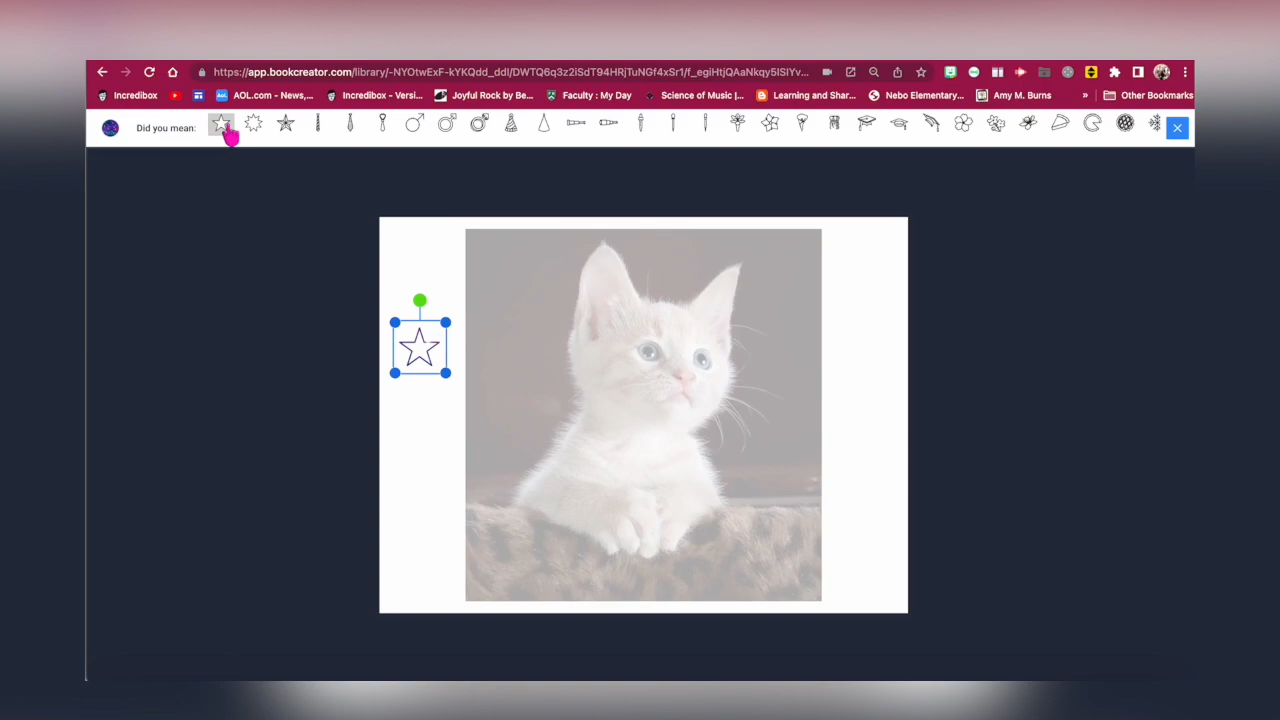 https://app.bookcreator.com/library/-NYOtwExF-kYKQdd_ddI/DWTQ6q3z2iSdT94HRjTuNGf4xSr1/f_egiHtjQAaNkqy5ISIYv...
Incredibox
AOL.com - News,...
Incredibox - Versi...
Joyful Rock by Be...
Faculty : My Day
Science of Music |...
Learning and Shar...
Nebo Elementary...
Amy M. Burns
»
Other Bookmarks
Did you mean: